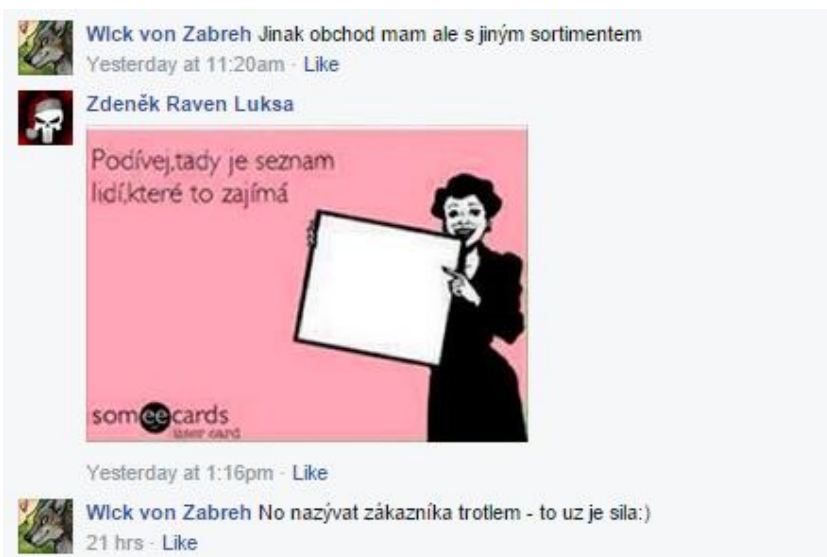 Wlck von Zabreh Jinak obchod mam ale s jiným sortimentem
Yesterday at 11:20am · Like
Zdeněk Raven Luksa
Podívej,tady je seznam
lidí,které to zajímá
someecards
user card
Yesterday at 1:16pm · Like
Wlck von Zabreh No nazývat zákazníka trotlem - to uz je sila:)
21 hrs · Like